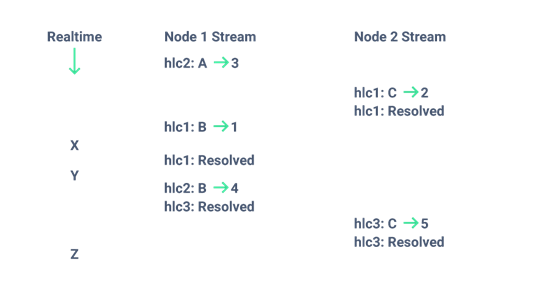 Realtime Node 1 Stream Node 2 Stream
hlc2: A → 3
hlc1: C → 2
hlc1: Resolved
hlc1: B → 1
X
hlc1: Resolved
Y
hlc2: B → 4
hlc3: Resolved
hlc3: C → 5
hlc3: Resolved
Z